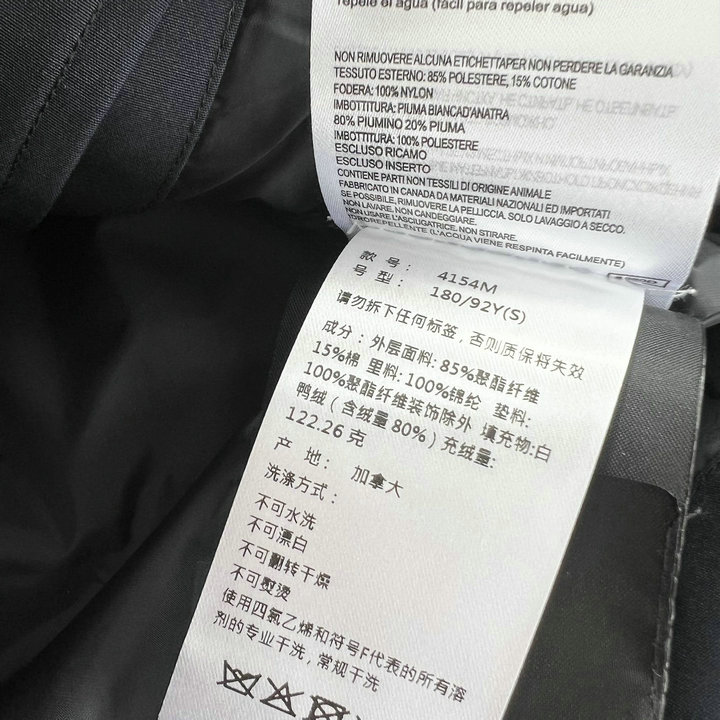 repele el agua (fácil para repeler agua)
NON RIMUOVERE ALCUNA ETICHETTAPER NON PERDERE LA GARANZIA
TESSUTO ESTERNO: 85% POLESTERE, 15% COTONE
FODERA: 100% NYLON
IMBOTTITURA: PIUMA BIANCAD'ANATRA
80% PIUMINO 20% PIUMA
IMBOTTITURA: 100% POLIESTERE
ESCLUSO RICAMO
ESCLUSO INSERTO
CONTIENE PARTI NON TESSILI DI ORIGINE ANIMALE
FABBRICATO IN CANADA DA MATERIALI NAZIONALI ED IMPORTATI
SE POSSIBILE, RIMUOVERE LA PELLICCIA. SOLO LAVAGGIO A SECCO.
NON LAVARE. NON CANDEGGIARE.
NON USARE L'ASCIUGATRICE. NON STIRARE.
IDROREPELLENTE (L'ACQUA VIENE RESPINTA FACILMENTE)
款号: 4154M
号型: 180/92Y(S)
请勿拆下任何标签,否则质保将失效
成分:外层面料:85%聚酯纤维
15%棉 里料:100%锦纶 垫料:
100%聚酯纤维装饰除外 填充物:白
鸭绒(含绒量80%)充绒量:
122.26克
产地: 加拿大
洗涤方式:
不可水洗
不可漂白
不可翻转干燥
不可熨烫
使用四氯乙烯和符号F代表的所有溶
剂的专业干洗,常规干洗